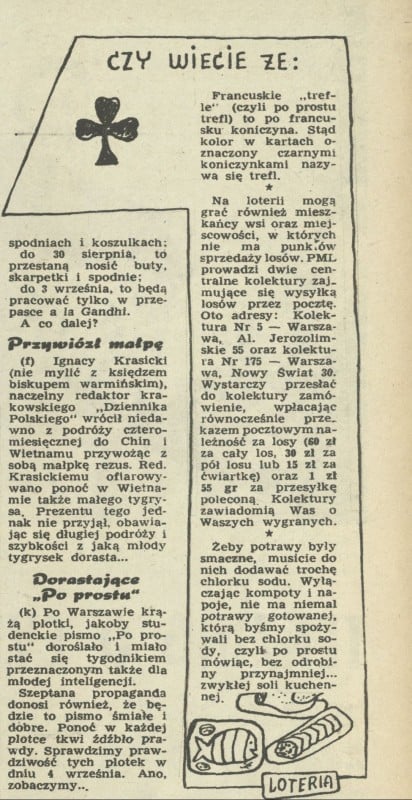 CZY WIECIE ŻE:
Francuskie „tref-
le" (czyli po prostu
trefl) to po francu-
sku koniczyna. Stąd
kolor w kartach o-
znaczony czarnymi
koniczynkami nazy-
wa się trefl.
★
Na loterii mogą
grać również miesz-
kańcy wsi oraz miej-
scowości, w których
nie ma punktów
sprzedaży losów. PML
prowadzi dwie cen-
tralne kolektury zaj-
mujące się wysyłką
losów przez pocztę.
Oto adresy: Kolek-
tura Nr 5 — Warsza-
wa, Al. Jerozolim-
skie 55 oraz kolektu-
ra Nr 175 — Warsza-
wa, Nowy Świat 30.
Wystarczy przesłać
do kolektury zamó-
wienie, wpłacając
równocześnie prze-
kazem pocztowym na-
leżność za losy (60 zł
za cały los, 30 zł za
pół losu lub 15 zł za
ćwiartkę) oraz 1 zł
55 gr za przesyłkę
poleconą. Kolektury
zawiadomią Was o
Waszych wygranych.
★
Żeby potrawy były
smaczne, musicie do
nich dodawać trochę
chlorku sodu. Wyłą-
czając kompoty i na-
poje, nie ma niemal
potrawy gotowanej,
którą byśmy spoży-
wali bez chlorku so-
dy, czyli po prostu
mówiąc, bez odrobi-
ny przynajmniej...
zwykłej soli kuchen-
nej.
LOTERIA
spodniach i koszulkach;
do 30 sierpnia, to
przestaną nosić buty,
skarpetki i spodnie;
do 3 września, to będą
pracować tylko w prze-
pasce a la Gandhi.
A co dalej?
Przywiózł małpę
(f) Ignacy Krasicki
(nie mylić z księdzem
biskupem warmińskim),
naczelny redaktor kra-
kowskiego „Dziennika
Polskiego" wrócił nieda-
wno z podróży cztero-
miesięcznej do Chin i
Wietnamu przywożąc z
sobą małpkę rezus. Red.
Krasickiemu ofiarowy-
wano ponoć w Wietna-
mie także małego tygry-
sa. Prezentu tego jed-
nak nie przyjął, obawia-
jąc się długiej podróży i
szybkości z jaką młody
tygrysek dorasta...
Dorastające
„Po prostu"
(k) Po Warszawie krą-
żą plotki, jakoby stu-
denckie pismo „Po pro-
stu" doroślało i miało
stać się tygodnikiem
przeznaczonym także dla
młodej inteligencji.
Szeptana propaganda
donosi również, że bę-
dzie to pismo śmiałe i
dobre. Ponoć w każdej
plotce tkwi źdźbło pra-
wdy. Sprawdzimy praw-
dziwość tych plotek w
dniu 4 września. Ano,
zobaczymy...